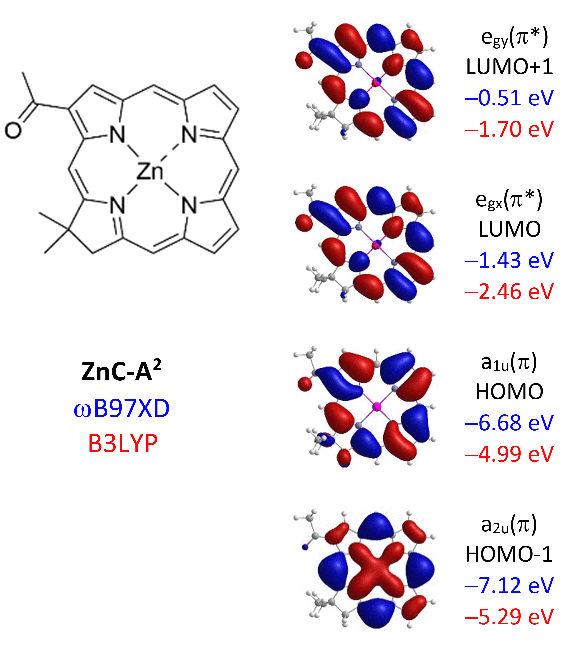 e_gy(π*)
LUMO+1
−0.51 eV
−1.70 eV
O
N
N
Zn
N
N
e_gx(π*)
LUMO
−1.43 eV
−2.46 eV
ZnC-A²
ωB97XD
B3LYP
a_1u(π)
HOMO
−6.68 eV
−4.99 eV
a_2u(π)
HOMO-1
−7.12 eV
−5.29 eV